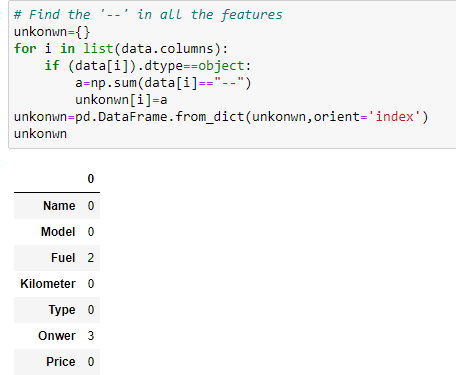 # Find the '--' in all the features
unkonwn={}
for i in list(data.columns):
    if (data[i]).dtype==object:
        a=np.sum(data[i]=="--")
        unkonwn[i]=a
unkonwn=pd.DataFrame.from_dict(unkonwn,orient='index')
unkonwn
0
Name 0
Model 0
Fuel 2
Kilometer 0
Type 0
Onwer 3
Price 0